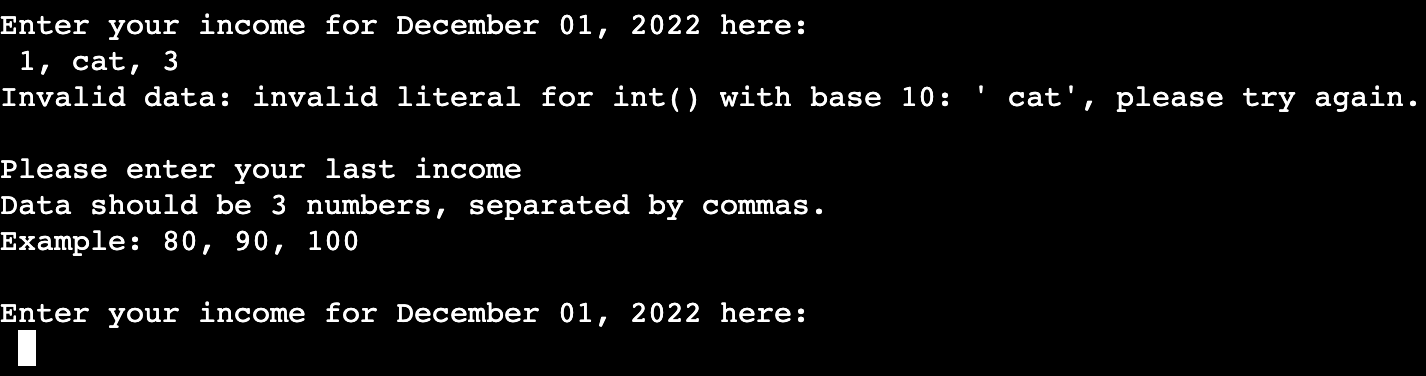 Enter your income for December 01, 2022 here:
1, cat, 3
Invalid data: invalid literal for int() with base 10: ' cat', please try again.
Please enter your last income
Data should be 3 numbers, separated by commas.
Example: 80, 90, 100
Enter your income for December 01, 2022 here: